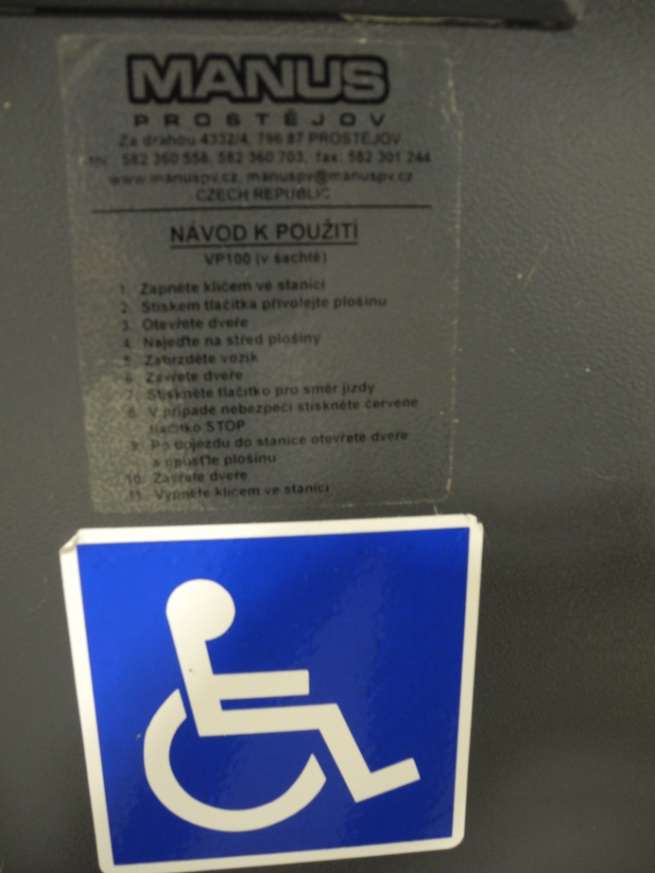 MANUS
PROSTĚJOV
Za drahou 4332/4, 796 87 PROSTĚJOV
tel.: 582 360 558, 582 360 703, fax: 582 301 244
www.manuspv.cz, manuspv@manuspv.cz
CZECH REPUBLIC
NÁVOD K POUŽITÍ
VP100 (v šachtě)
1. Zapněte klíčem ve stanici
2. Stiskem tlačítka přivolejte plošinu
3. Otevřete dveře
4. Najeďte na střed plošiny
5. Zabrzděte vozík
6. Zavřete dveře
7. Stiskněte tlačítko pro směr jízdy
8. V případě nebezpečí stiskněte červené
tlačítko STOP
9. Po dojezdu do stanice otevřete dveře
a opusťte plošinu
10. Zavřete dveře
11. Vypněte klíčem ve stanici